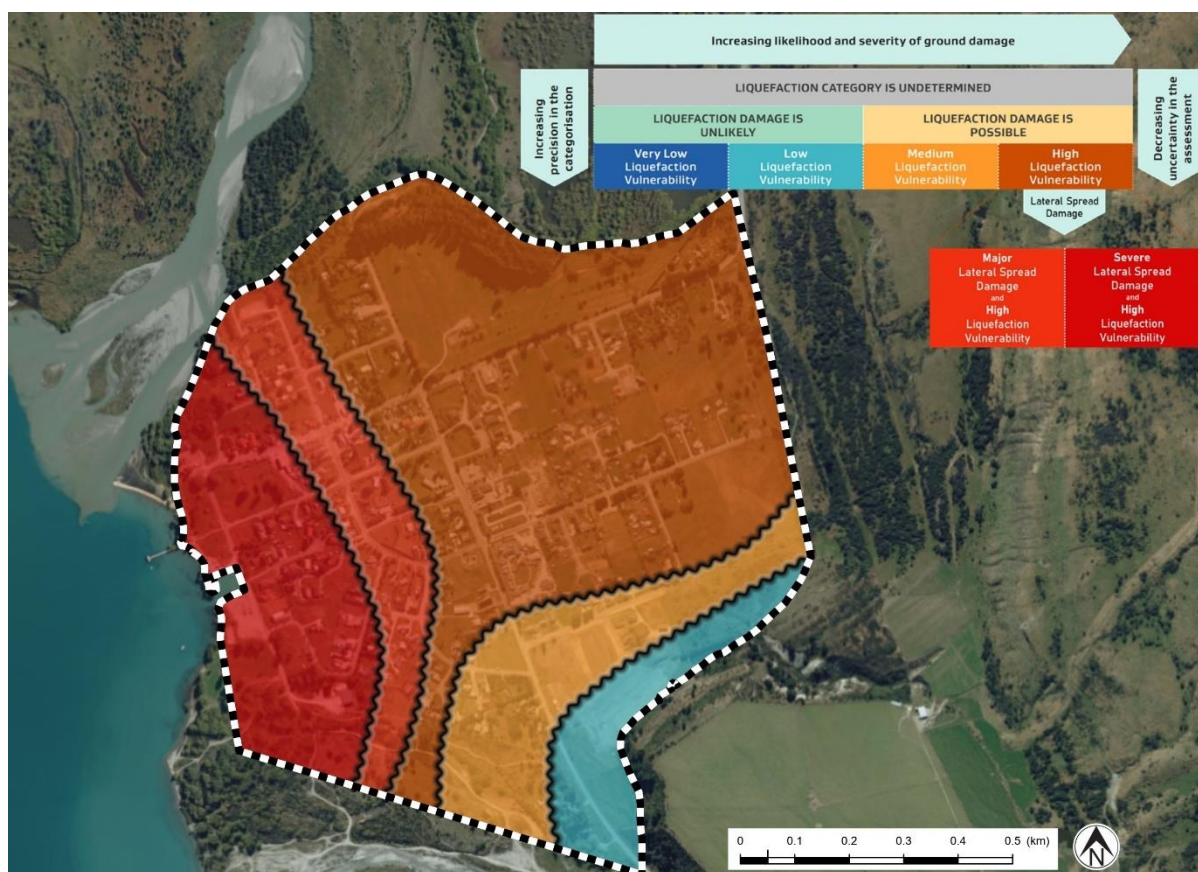 Increasing likelihood and severity of ground damage
Increasing
precision in the
categorisation
LIQUEFACTION CATEGORY IS UNDETERMINED
LIQUEFACTION DAMAGE IS
UNLIKELY
LIQUEFACTION DAMAGE IS
POSSIBLE
Very Low
Liquefaction
Vulnerability
Low
Liquefaction
Vulnerability
Medium
Liquefaction
Vulnerability
High
Liquefaction
Vulnerability
Decreasing
uncertainty in the
assessment
Lateral Spread
Damage
Major
Lateral Spread
Damage
and
High
Liquefaction
Vulnerability
Severe
Lateral Spread
Damage
and
High
Liquefaction
Vulnerability
0 0.1 0.2 0.3 0.4 0.5 (km)
N